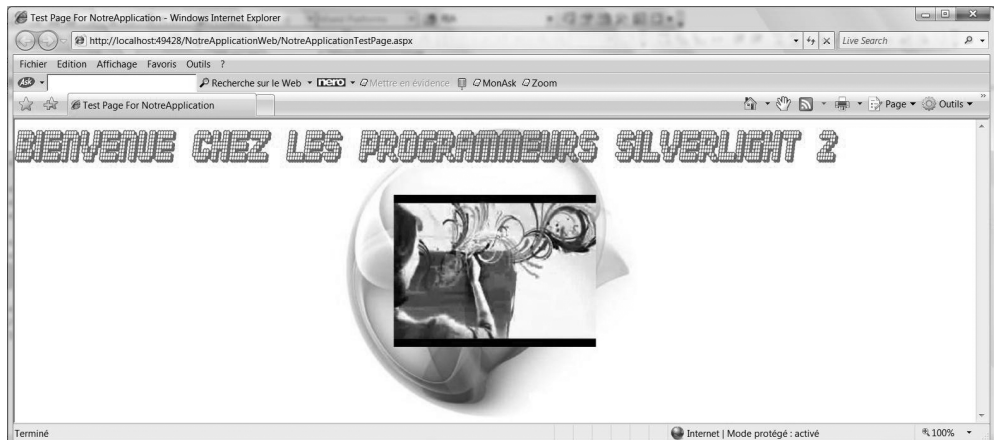 Test Page For NotreApplication - Windows Internet Explorer
http://localhost:49428/NotreApplicationWeb/NotreApplicationTestPage.aspx
Live Search
Fichier Edition Affichage Favoris Outils ?
Ask Recherche sur le Web nero Mettre en évidence MonAsk Zoom
Test Page For NotreApplication Page Outils
BIENVENUE CHEZ LES PROGRAMMEURS SILVERLIGHT 2
Terminé Internet | Mode protégé : activé 100%